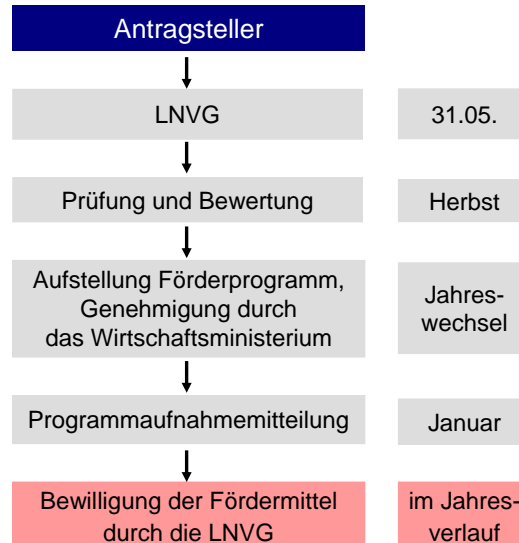 Antragsteller
LNVG
31.05.
Prüfung und Bewertung
Herbst
Aufstellung Förderprogramm,
Genehmigung durch
das Wirtschaftsministerium
Jahres-
wechsel
Programmaufnahmemitteilung
Januar
Bewilligung der Fördermittel
durch die LNVG
im Jahres-
verlauf